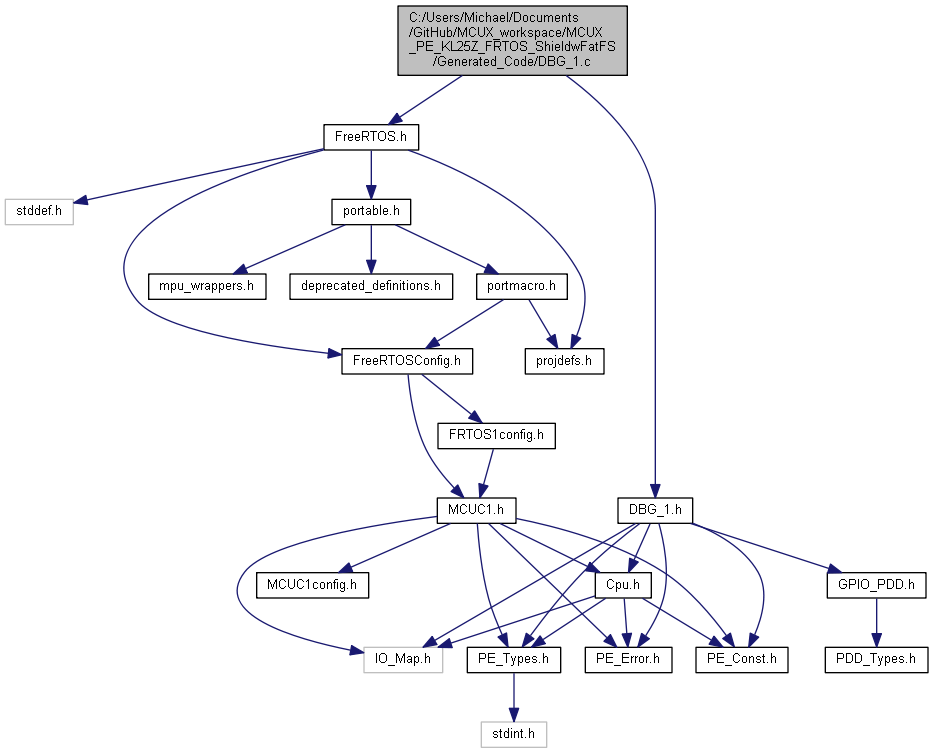 C:/Users/Michael/Documents
/GitHub/MCUX_workspace/MCUX
_PE_KL25Z_FRTOS_ShieldwFatFS
/Generated_Code/DBG_1.c
FreeRTOS.h
stddef.h
portable.h
mpu_wrappers.h
deprecated_definitions.h
portmacro.h
FreeRTOSConfig.h
projdefs.h
FRTOS1config.h
MCUC1.h
DBG_1.h
MCUC1config.h
Cpu.h
GPIO_PDD.h
IO_Map.h
PE_Types.h
PE_Error.h
PE_Const.h
PDD_Types.h
stdint.h